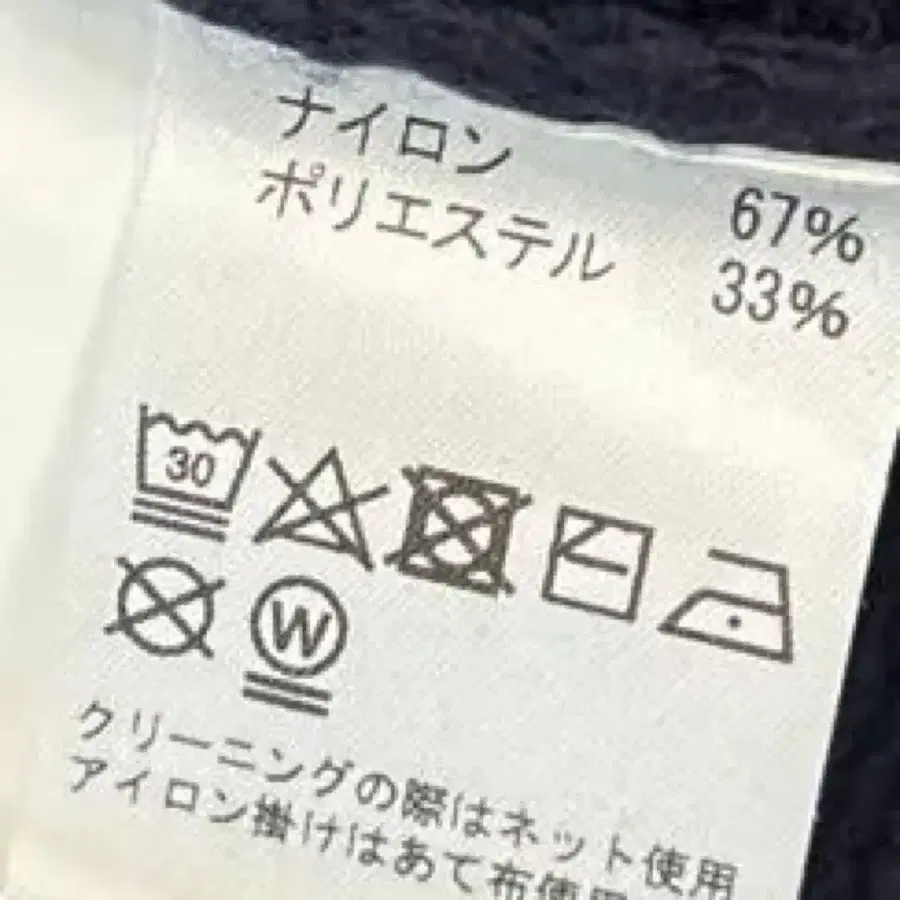 ナイロン 67%
ポリエステル 33%
30
W
クリーニングの際はネット使用
アイロン掛けはあて布使用